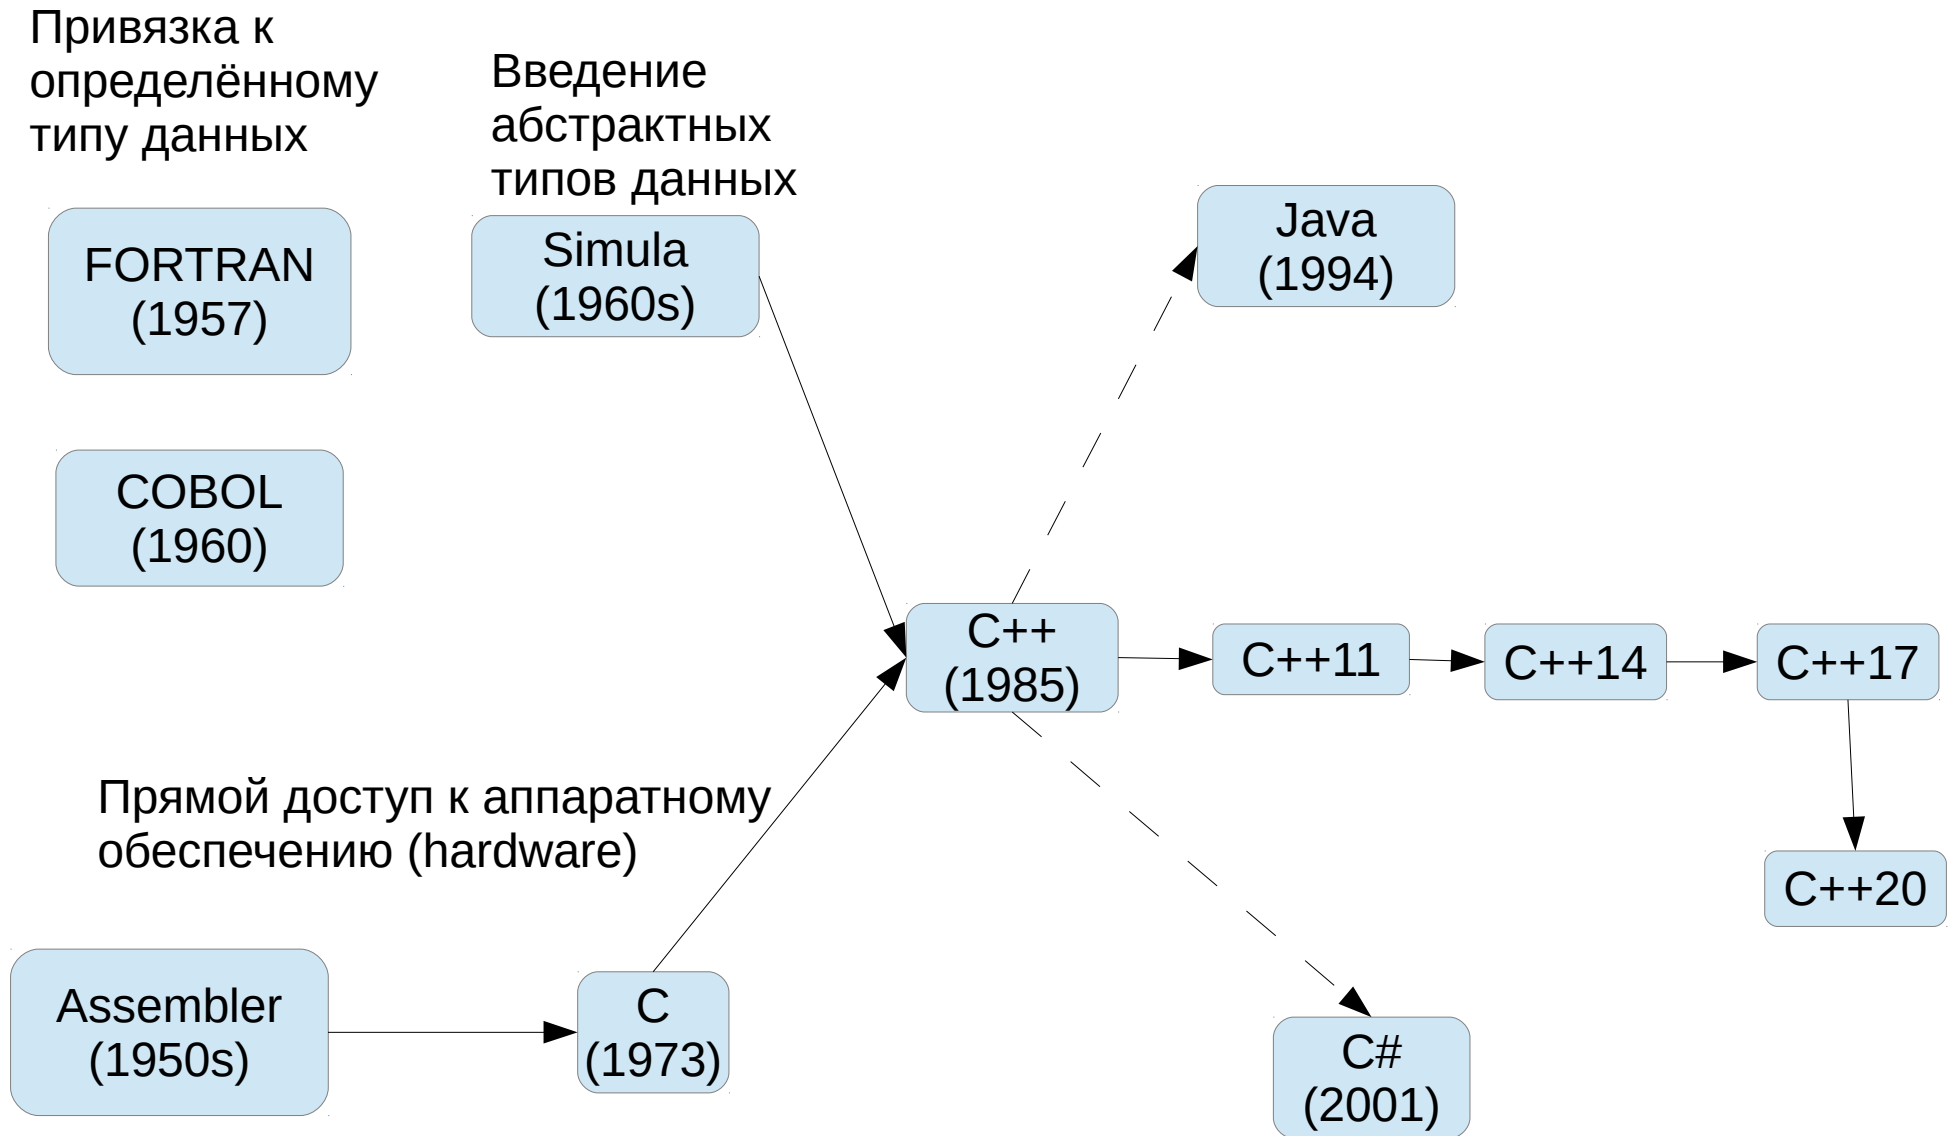 Привязка к
определённому
типу данных
Введение
абстрактных
типов данных
FORTRAN
(1957)
Simula
(1960s)
Java
(1994)
COBOL
(1960)
C++
(1985)
C++11
C++14
C++17
Прямой доступ к аппаратному
обеспечению (hardware)
C++20
Assembler
(1950s)
C
(1973)
C#
(2001)